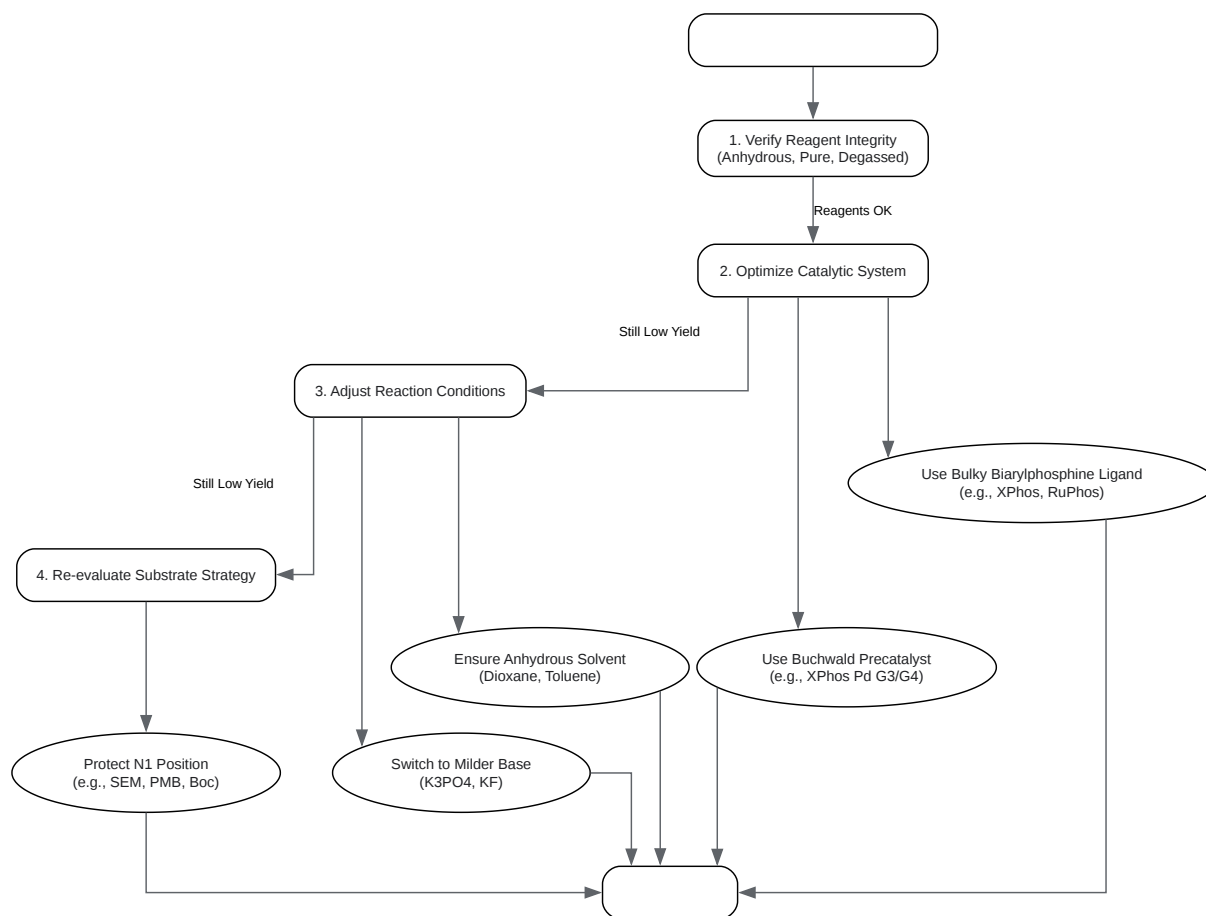 1. Verify Reagent Integrity
(Anhydrous, Pure, Degassed)
Reagents OK
2. Optimize Catalytic System
Still Low Yield
3. Adjust Reaction Conditions
Use Bulky Biarylphosphine Ligand
(e.g., XPhos, RuPhos)
Still Low Yield
4. Re-evaluate Substrate Strategy
Ensure Anhydrous Solvent
(Dioxane, Toluene)
Use Buchwald Precatalyst
(e.g., XPhos Pd G3/G4)
Protect N1 Position
(e.g., SEM, PMB, Boc)
Switch to Milder Base
(K3PO4, KF)